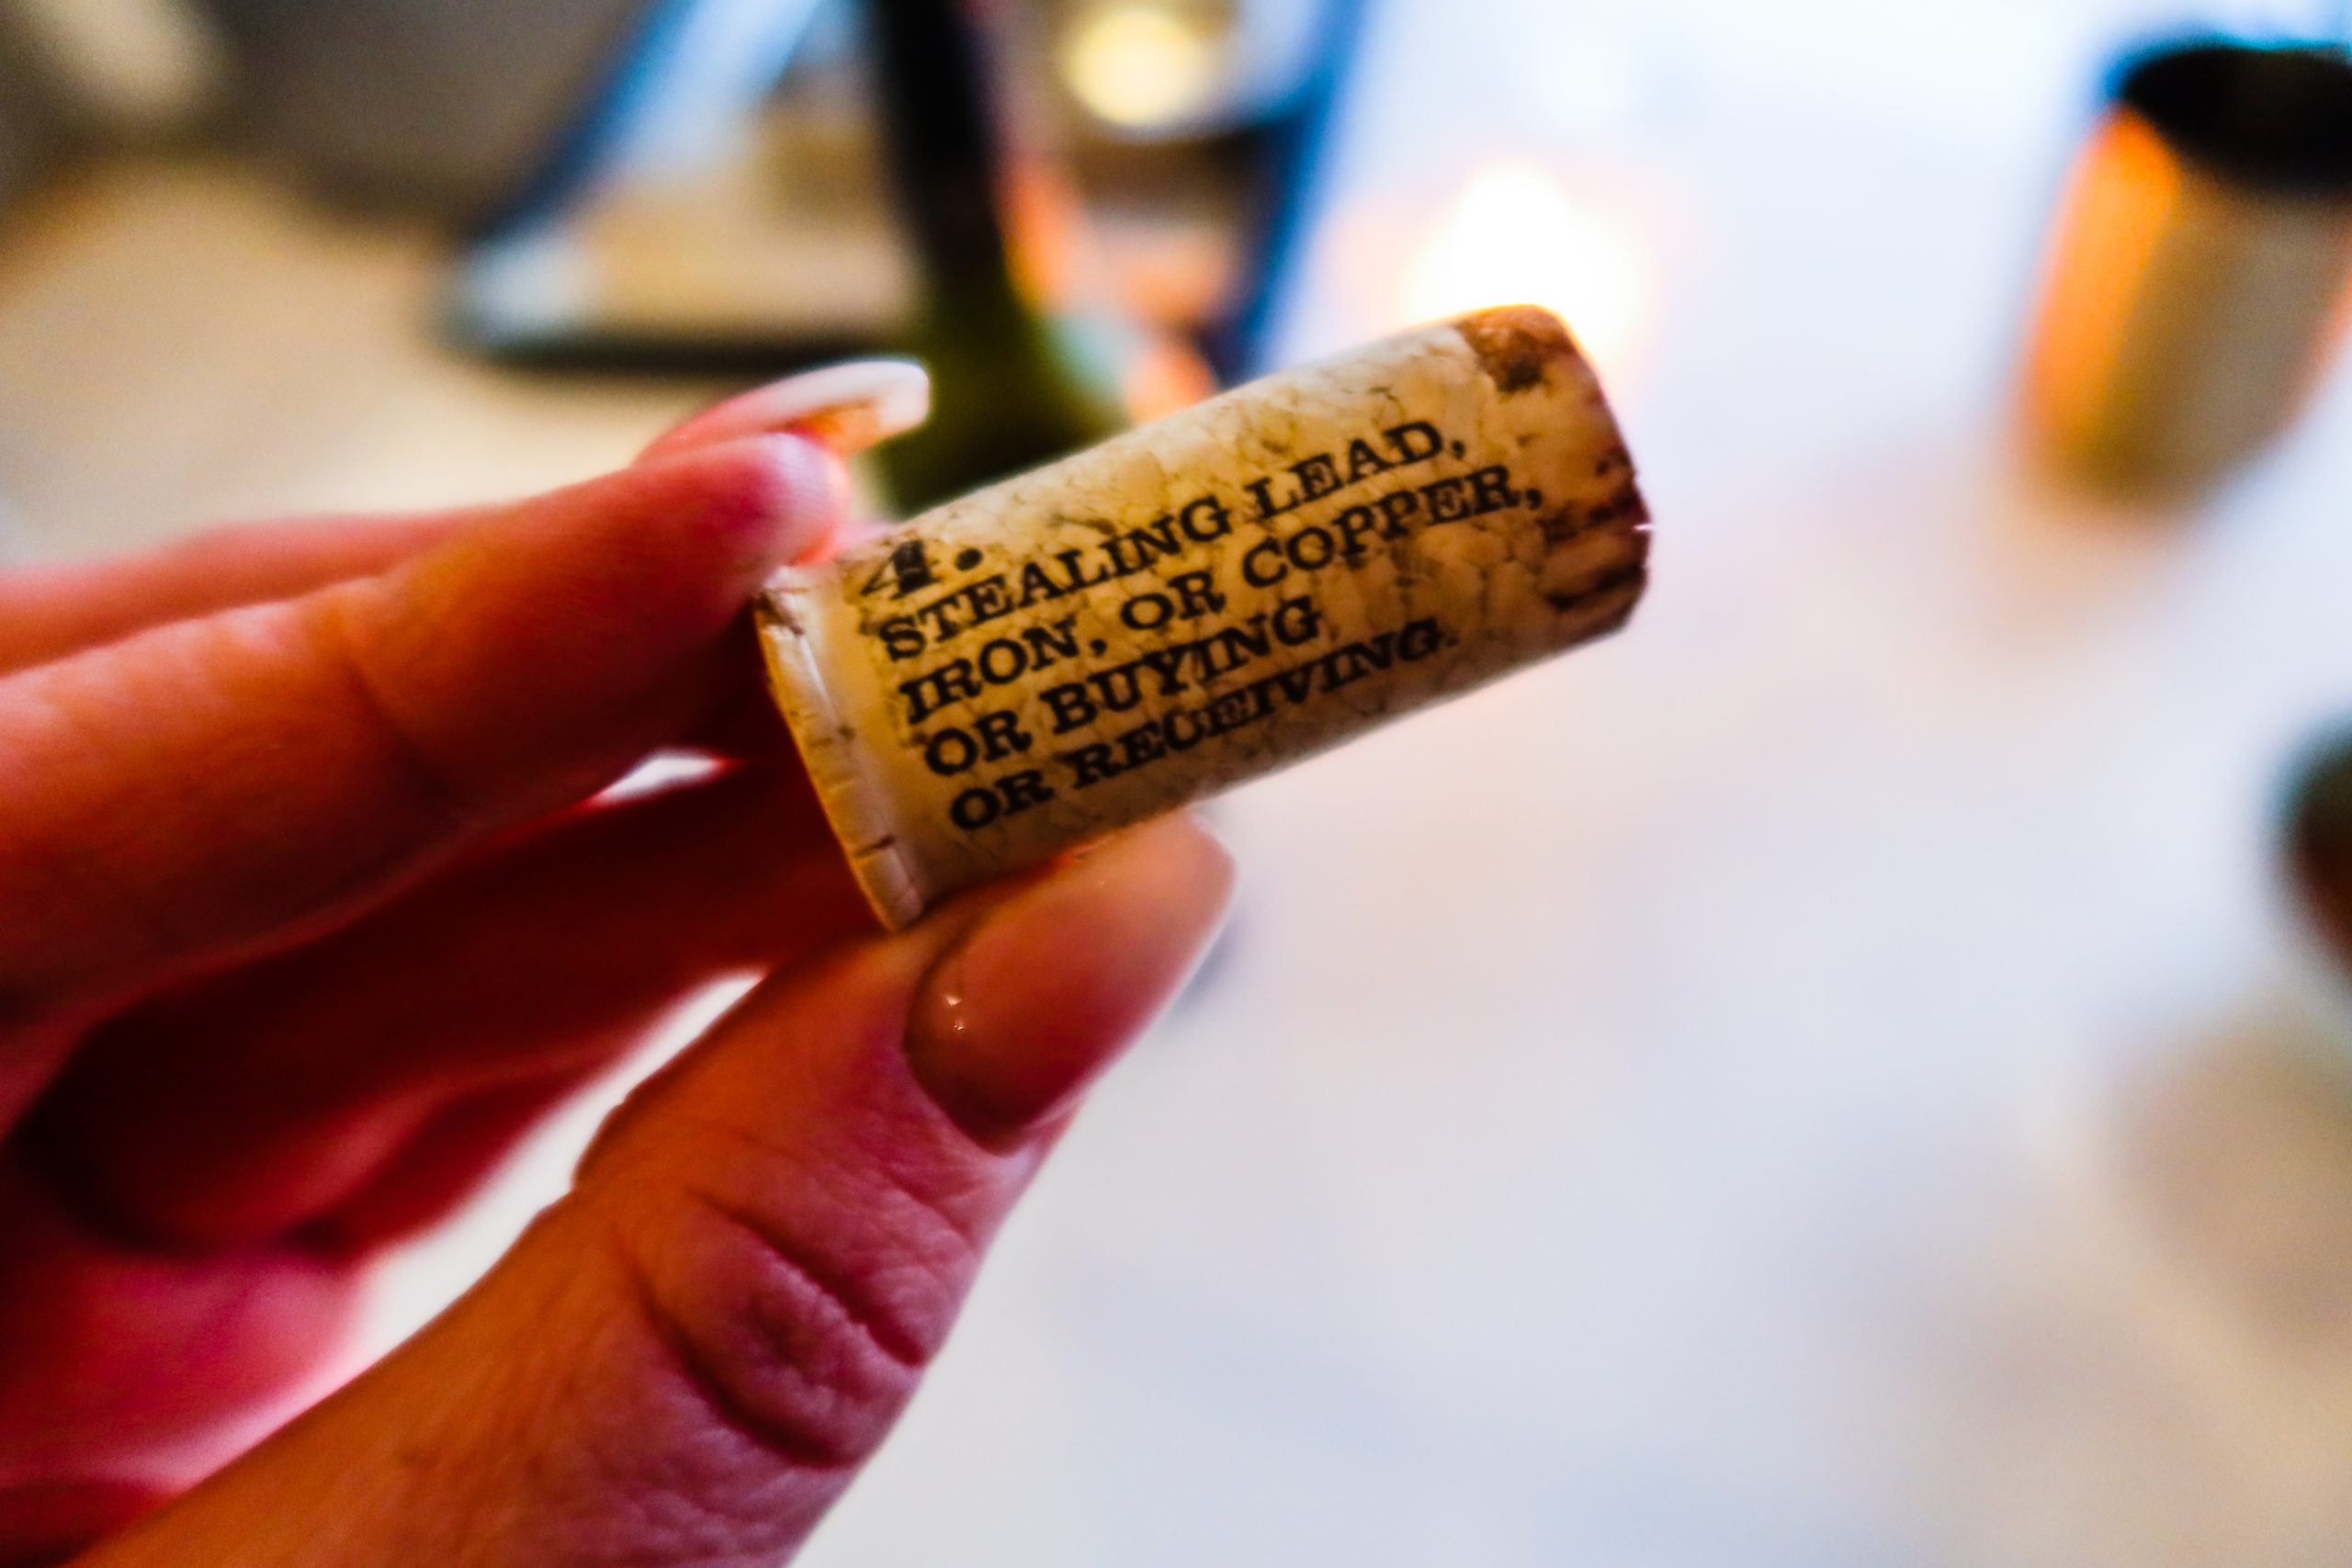 4.
STEALING LEAD,
IRON, OR COPPER,
OR BUYING
OR RECEIVING.